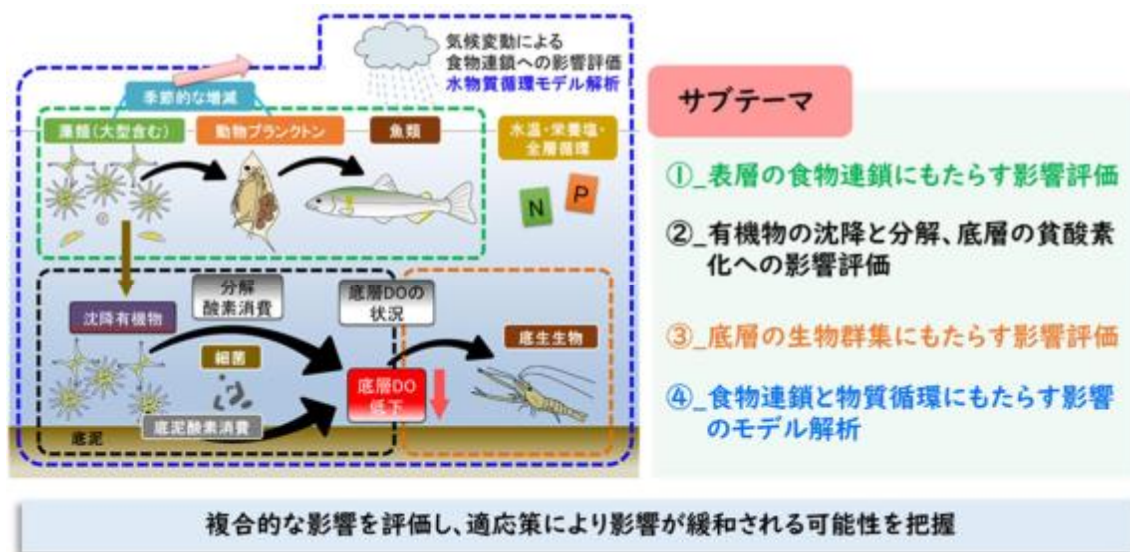 気候変動による
食物連鎖への影響評価
水物質循環モデル解析
季節的な増減
藻類(大型含む)
動物プランクトン
魚類
水温・栄養塩・
全層循環
N
P
分解
酸素消費
底層DOの
状況
沈降有機物
細菌
底生生物
底層DO
低下
底泥酸素消費
底泥
サブテーマ
①_表層の食物連鎖にもたらす影響評価
②_有機物の沈降と分解、底層の貧酸素
化への影響評価
③_底層の生物群集にもたらす影響評価
④_食物連鎖と物質循環にもたらす影響
のモデル解析
複合的な影響を評価し、適応策により影響が緩和される可能性を把握